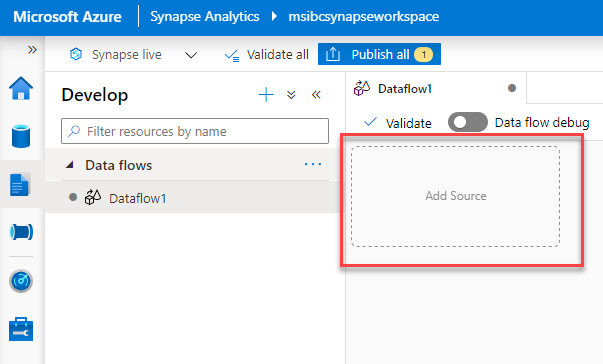 Microsoft Azure Synapse Analytics ▸ msibcsynapseworkspace
»
Synapse live Validate all Publish all 1
Develop
Dataflow1
Filter resources by name
Validate Data flow debug
Data flows
Dataflow1
Add Source